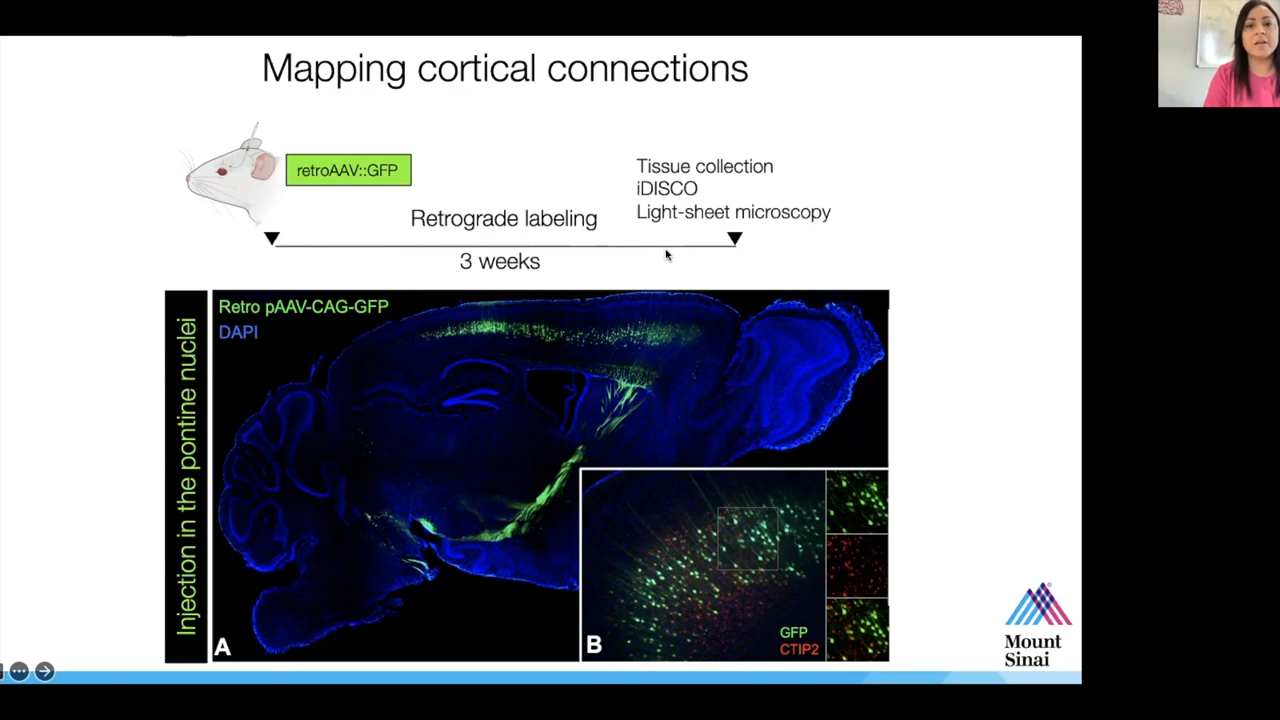 Mapping cortical connections
retroAAV::GFP
Tissue collection
iDISCO
Light-sheet microscopy
Retrograde labeling
3 weeks
Injection in the pontine nuclei
Retro pAAV-CAG-GFP
DAPI
A
B
GFP
CTIP2
Mount
Sinai